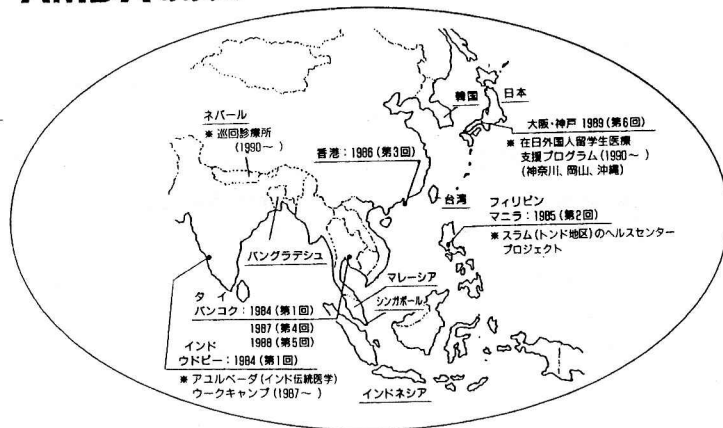 韓国
日本
ネパール
※ 巡回診療所
(1990〜)
大阪・神戸 1989 (第6回)
※ 在日外国人留学生医療
支援プログラム (1990〜)
(神奈川、岡山、沖縄)
香港 : 1986 (第3回)
台湾
フィリピン
マニラ : 1985 (第2回)
※ スラム (トンド地区) のヘルスセンター
プロジェクト
バングラデシュ
マレーシア
シンガポール
タイ
バンコク : 1984 (第1回)
1987 (第4回)
1988 (第5回)
インド
ウドピー : 1984 (第1回)
※ アユルベーダ (インド伝統医学)
ワークキャンプ (1987〜)
インドネシア